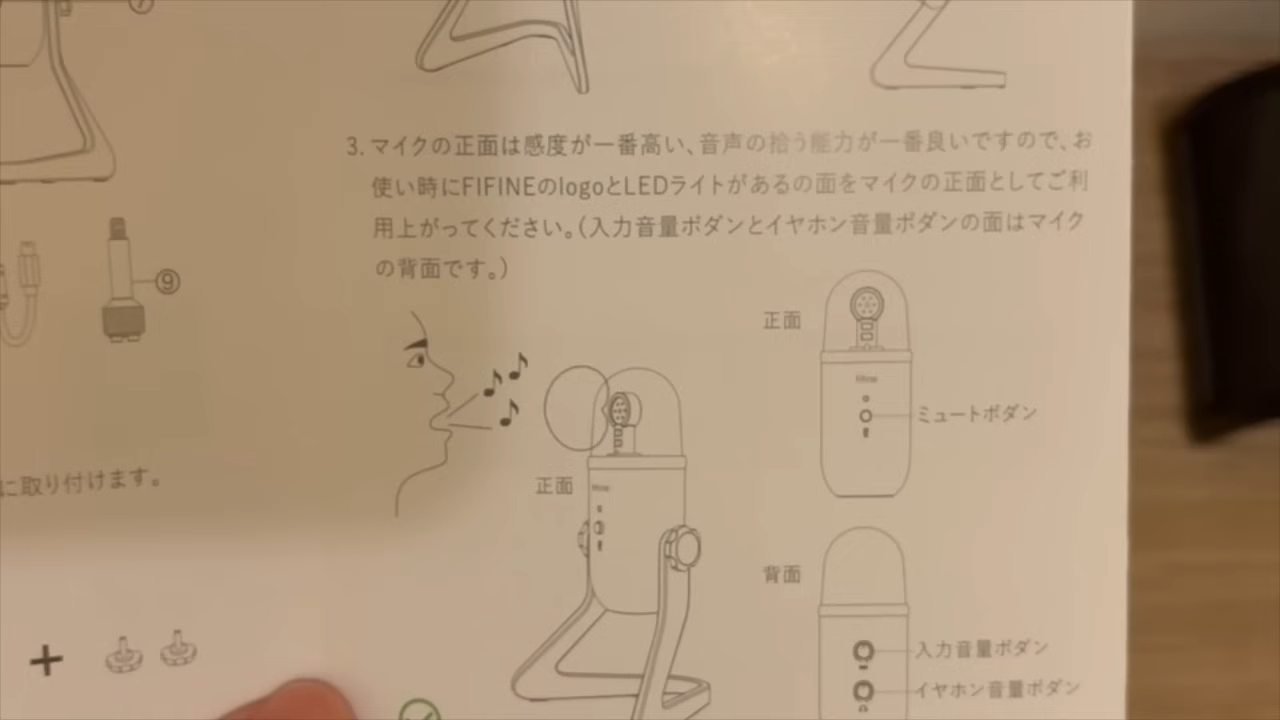 ⑦
3. マイクの正面は感度が一番高い、音声の拾う能力が一番良いですので、お
使い時にFIFINEのlogoとLEDライトがあるの面をマイクの正面としてご利
用上がってください。(入力音量ボダンとイヤホン音量ボダンの面はマイク
の背面です。)
⑨
正面
ミュートボダン
正面
に取り付けます。
背面
入力音量ボダン
イヤホン音量ボダン
+